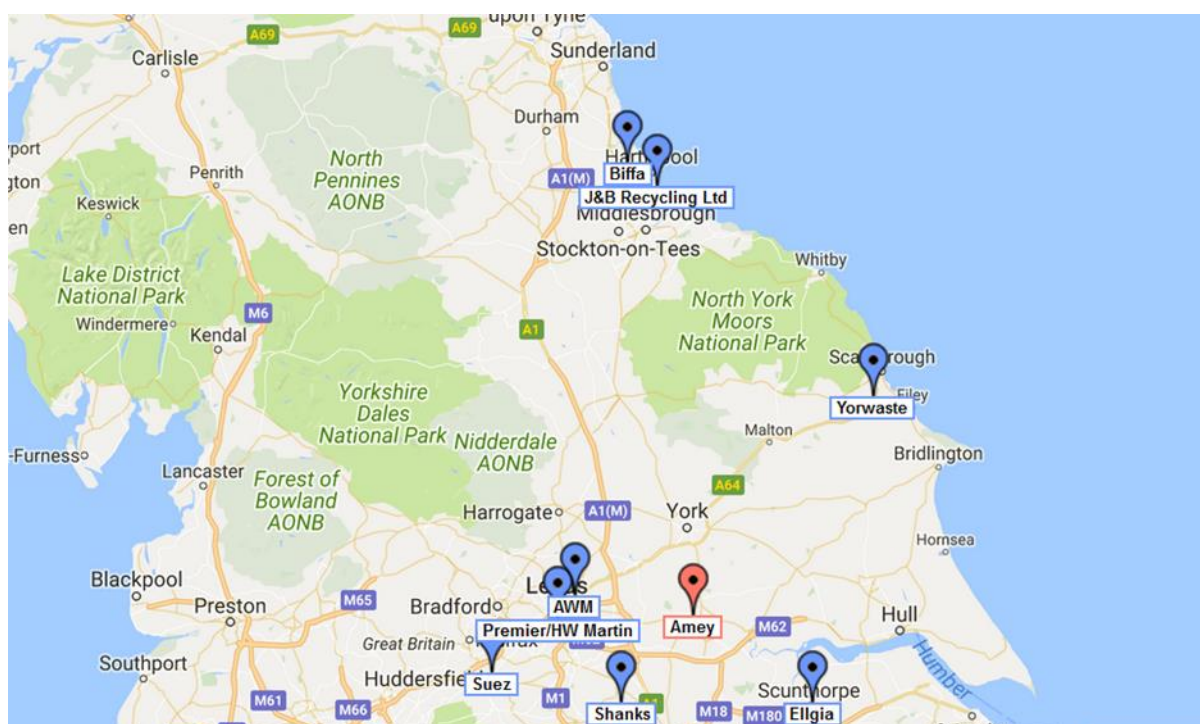 upon Tyne
A69
A69
Carlisle
Sunderland
Durham
North
Pennines
AONB
A1(M)
Biffa
Penrith
J&B Recycling Ltd
Keswick
Middlesbrough
Stockton-on-Tees
Whitby
Lake District
National Park
Windermere
M6
Kendal
A1
North York
Moors
National Park
Yorwaste
Filey
Yorkshire
Dales
National Park
Nidderdale
AONB
Malton
Bridlington
-Furness
Lancaster
Forest of
Bowland
AONB
A64
Harrogate
A1(M)
York
Hornsea
Blackpool
Preston
M65
Bradford
AWM
Amey
Hull
Premier/HW Martin
M62
Great Britain
Humber
Southport
Huddersfield
Suez
M61
M66
M1
Shanks
A1
M18
M180
Scunthorpe
Ellgia